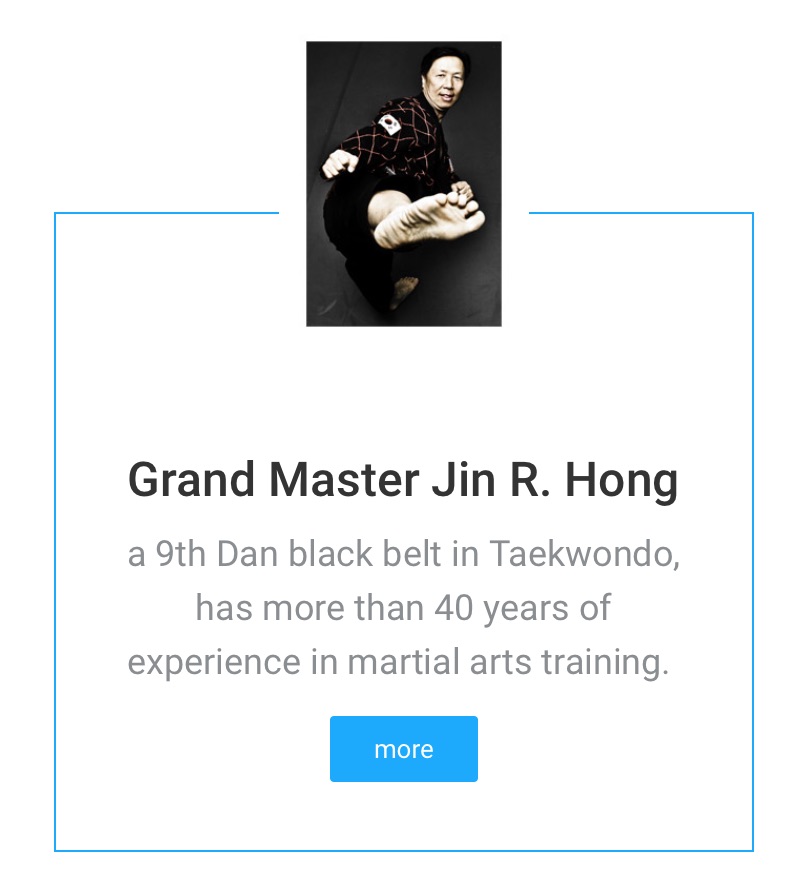 Grand Master Jin R. Hong
a 9th Dan black belt in Taekwondo,
has more than 40 years of
experience in martial arts training.
more